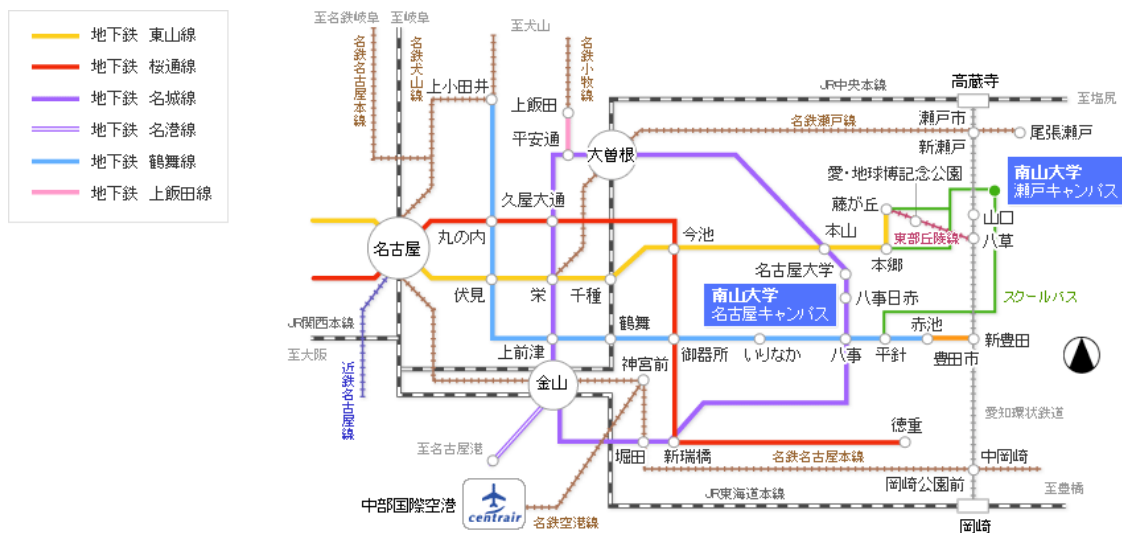 地下鉄 東山線
地下鉄 桜通線
地下鉄 名城線
地下鉄 名港線
地下鉄 鶴舞線
地下鉄 上飯田線
至名鉄岐阜
至岐阜
至犬山
名鉄名古屋本線
名鉄犬山線
名鉄小牧線
上小田井
上飯田
平安通
大曽根
JR中央本線
高蔵寺
至塩尻
名鉄瀬戸線
瀬戸市
新瀬戸
尾張瀬戸
南山大学
瀬戸キャンパス
愛・地球博記念公園
藤が丘
山口
八草
東部丘陵線
久屋大通
丸の内
名古屋
今池
本山
本郷
名古屋大学
伏見
栄
千種
南山大学
名古屋キャンパス
八事日赤
スクールバス
JR関西本線
至大阪
近鉄名古屋線
鶴舞
上前津
御器所
いりなか
八事
平針
赤池
豊田市
新豊田
神宮前
金山
愛知環状鉄道
至名古屋港
堀田
新瑞橋
徳重
名鉄名古屋本線
中岡崎
岡崎公園前
中部国際空港
centrair
名鉄空港線
JR東海道本線
至豊橋
岡崎